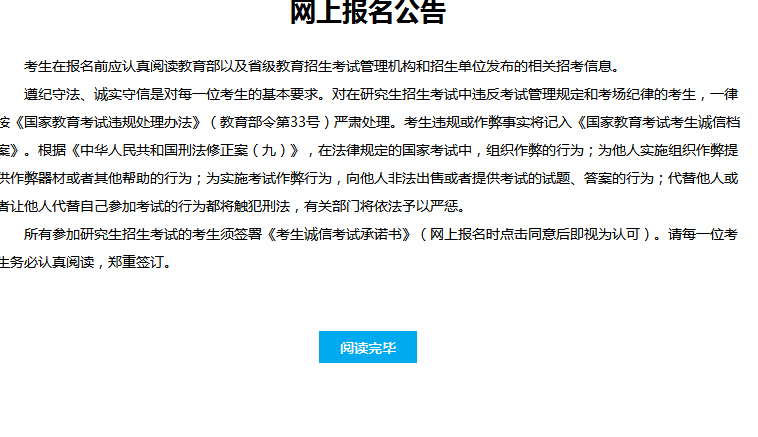 网上报名公告
考生在报名前应认真阅读教育部以及省级教育招生考试管理机构和招生单位发布的相关招考信息。
遵纪守法、诚实守信是对每一位考生的基本要求。对在研究生招生考试中违反考试管理规定和考场纪律的考生，一律
按《国家教育考试违规处理办法》（教育部令第33号）严肃处理。考生违规或作弊事实将记入《国家教育考试考生诚信档
案》。根据《中华人民共和国刑法修正案（九）》，在法律规定的国家考试中，组织作弊的行为；为他人实施组织作弊提
供作弊器材或者其他帮助的行为；为实施考试作弊行为，向他人非法出售或者提供考试的试题、答案的行为；代替他人或
者让他人代替自己参加考试的行为都将触犯刑法，有关部门将依法予以严惩。
所有参加研究生招生考试的考生须签署《考生诚信考试承诺书》（网上报名时点击同意后即视为认可）。请每一位考
生务必认真阅读，郑重签订。
阅读完毕